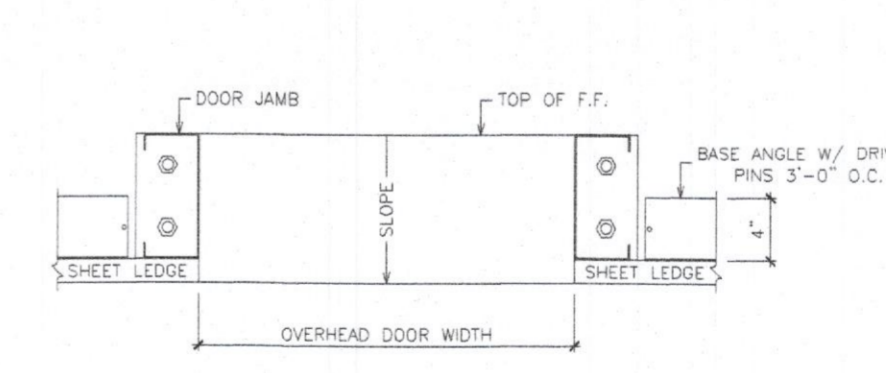 DOOR JAMB
TOP OF F.F.
BASE ANGLE W/ DRI
PINS 3'-0" O.C.
SLOPE
4"
SHEET LEDGE
SHEET LEDGE
OVERHEAD DOOR WIDTH